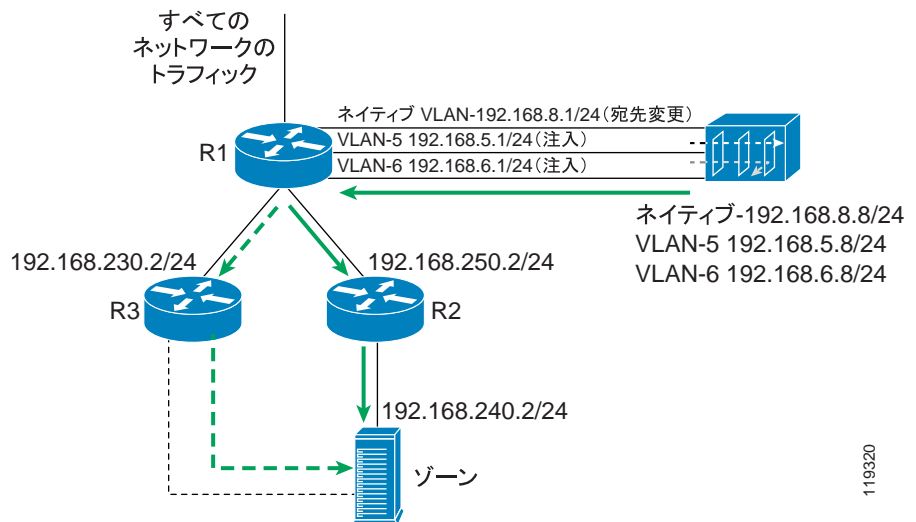 すべての
ネットワークの
トラフィック
ネイティブ VLAN-192.168.8.1/24(宛先変更)
VLAN-5 192.168.5.1/24(注入)
VLAN-6 192.168.6.1/24(注入)
R1
ネイティブ-192.168.8.8/24
VLAN-5 192.168.5.8/24
VLAN-6 192.168.6.8/24
192.168.230.2/24
192.168.250.2/24
R3
R2
192.168.240.2/24
ゾーン
119320